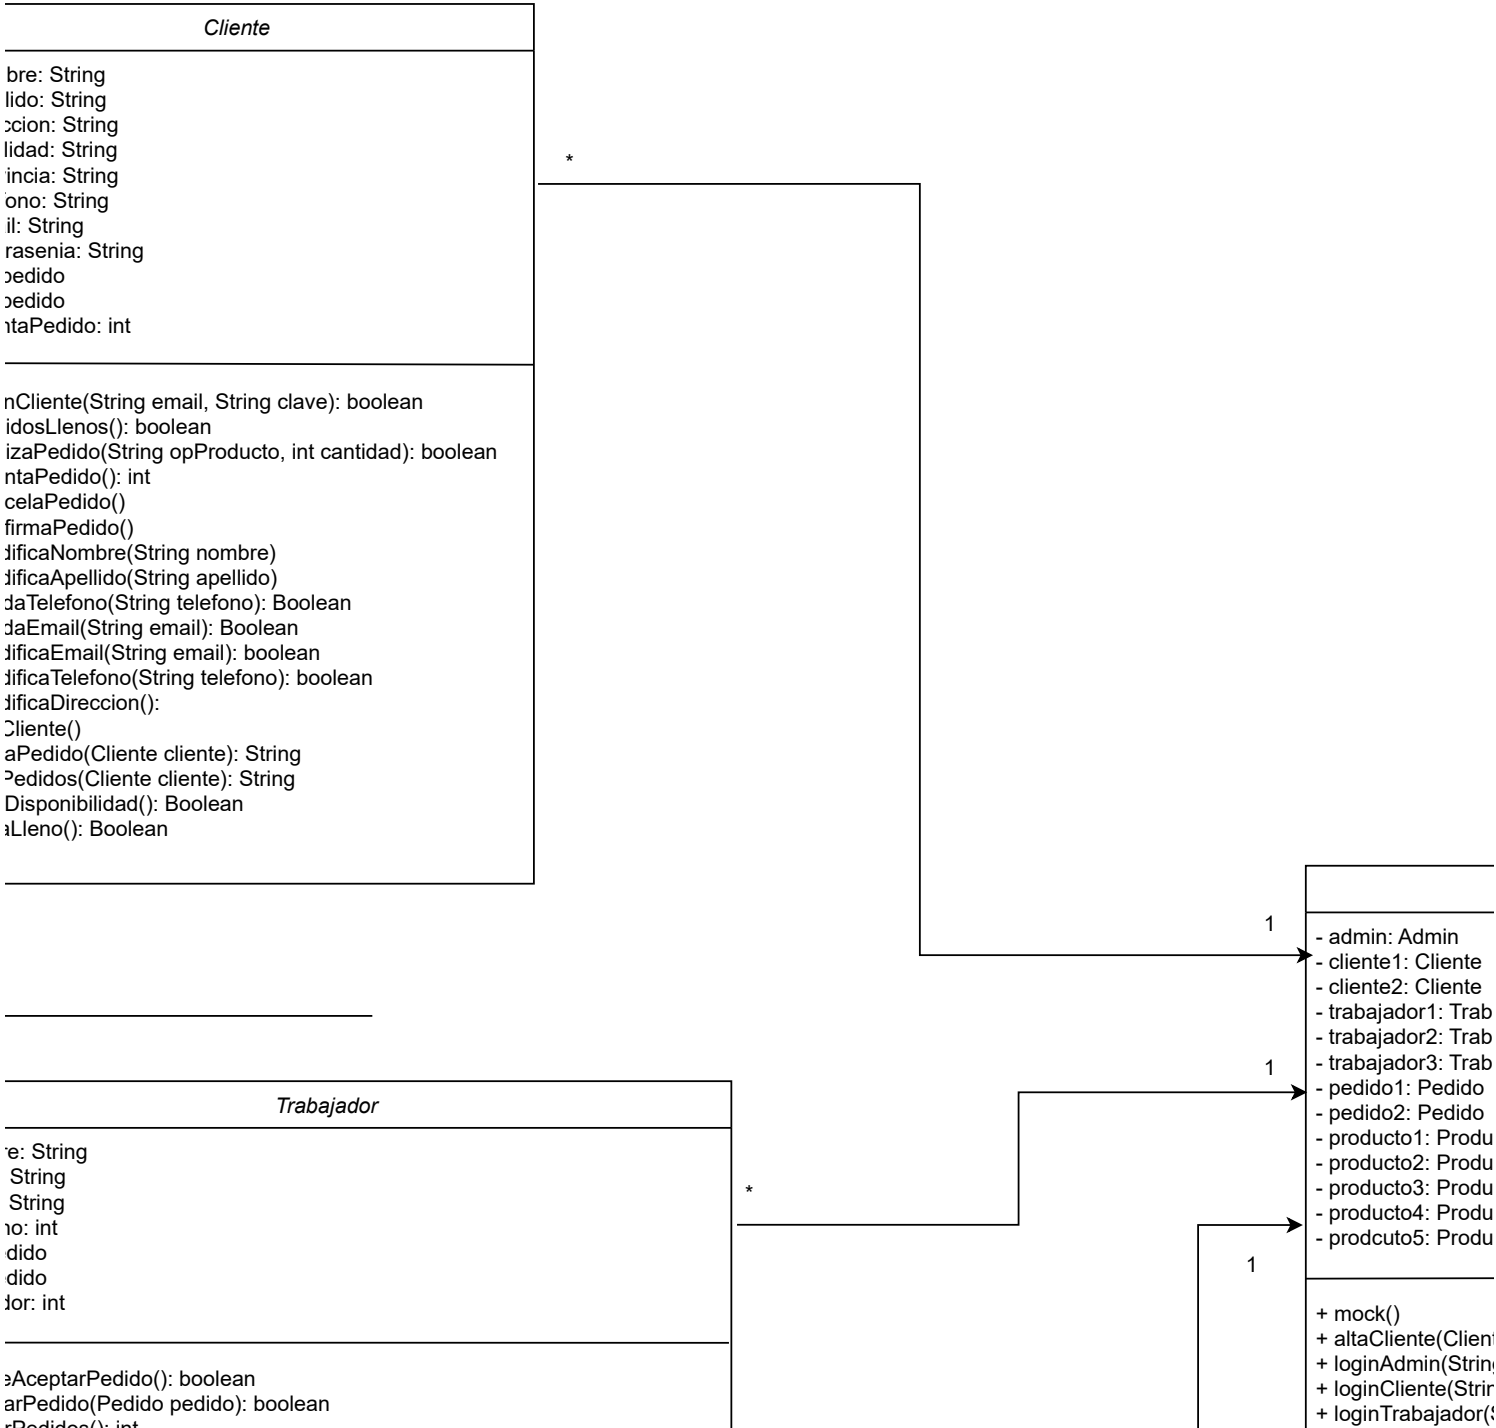 Cliente
bre: String
lido: String
ccion: String
lidad: String
incia: String
ono: String
il: String
rasenia: String
pedido
pedido
ntaPedido: int
nCliente(String email, String clave): boolean
idosLlenos(): boolean
izaPedido(String opProducto, int cantidad): boolean
ntaPedido(): int
celaPedido()
firmaPedido()
dificaNombre(String nombre)
dificaApellido(String apellido)
daTelefono(String telefono): Boolean
daEmail(String email): Boolean
dificaEmail(String email): boolean
dificaTelefono(String telefono): boolean
dificaDireccion():
Cliente()
aPedido(Cliente cliente): String
Pedidos(Cliente cliente): String
Disponibilidad(): Boolean
aLleno(): Boolean
*
1
Trabajador
re: String
String
String
no: int
edido
edido
dor: int
eAceptarPedido(): boolean
arPedido(Pedido pedido): boolean
rPedidos(): int
*
1
1
- admin: Admin
- cliente1: Cliente
- cliente2: Cliente
- trabajador1: Trab
- trabajador2: Trab
- trabajador3: Trab
- pedido1: Pedido
- pedido2: Pedido
- producto1: Produ
- producto2: Produ
- producto3: Produ
- producto4: Produ
- prodcuto5: Produ
+ mock()
+ altaCliente(Client
+ loginAdmin(String
+ loginCliente(Strin
+ loginTrabajador(S